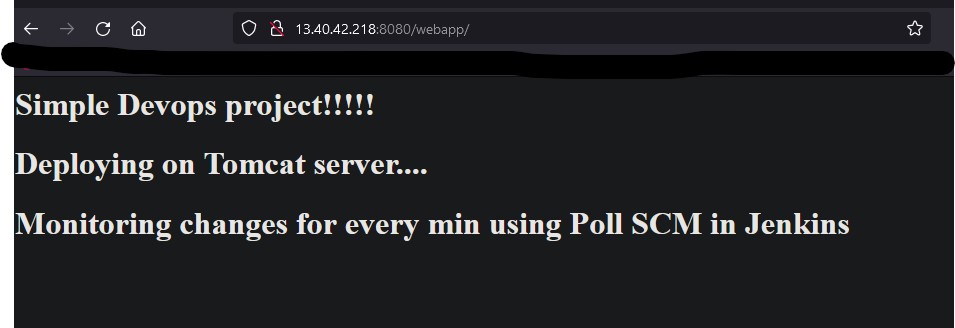 13.40.42.218:8080/webapp/
Simple Devops project!!!!!
Deploying on Tomcat server....
Monitoring changes for every min using Poll SCM in Jenkins